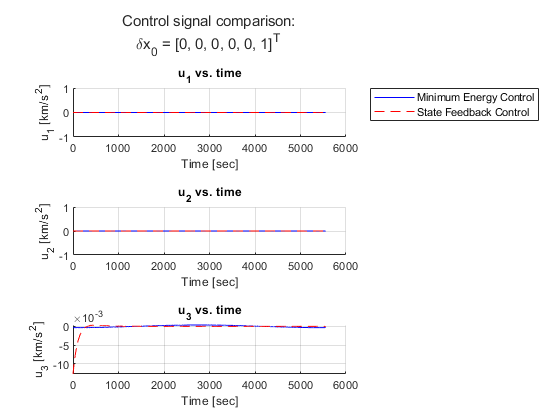 Control signal comparison:
δx₀ = [0, 0, 0, 0, 0, 1]ᵀ
u₁ vs. time
1
0
-1
u₁ [km/s²]
0 1000 2000 3000 4000 5000 6000
Time [sec]
Minimum Energy Control
State Feedback Control
u₂ vs. time
1
0
-1
u₂ [km/s²]
0 1000 2000 3000 4000 5000 6000
Time [sec]
u₃ vs. time
×10⁻³
0
-5
-10
u₃ [km/s²]
0 1000 2000 3000 4000 5000 6000
Time [sec]